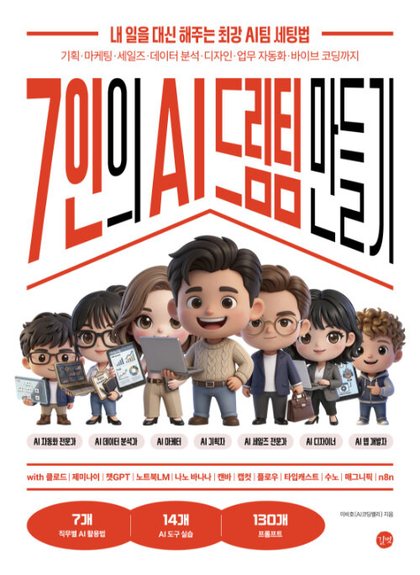 내 일을 대신 해주는 최강 AI팀 세팅법
기획·마케팅·세일즈·데이터 분석·디자인·업무 자동화·바이브 코딩까지
7인의 AI 드림팀 만들기
AI 자동화 전문가 AI 데이터 분석가 AI 마케터 AI 기획자 AI 세일즈 전문가 AI 디자이너 AI 앱 개발자
with 클로드 | 제미나이 | 챗GPT | 노트북LM | 나노 바나나 | 캔바 | 캡컷 | 플로우 | 타입캐스트 | 수노 | 매그니픽 | n8n
7개 14개 130개
직무별 AI 활용법 AI 도구 실습 프롬프트
이비호(AI코딩밸리) 지음
길벗